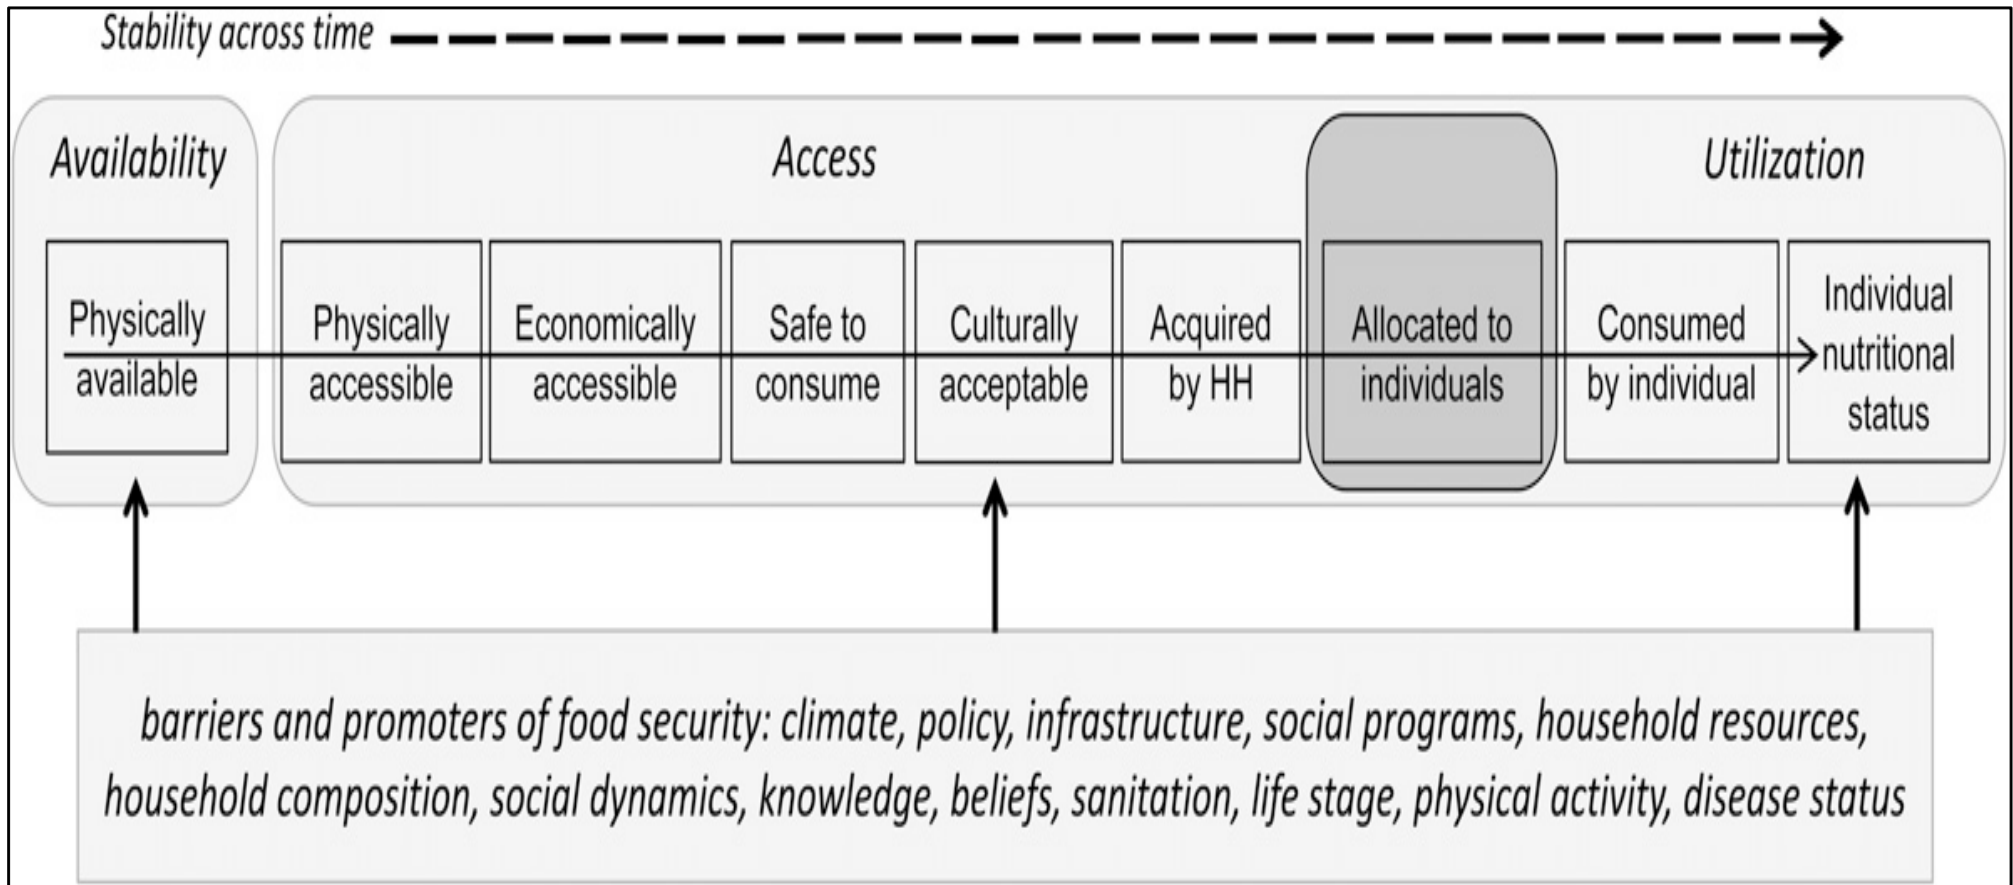 Stability across time
Availability
Access
Utilization
Physically
available
Physically
accessible
Economically
accessible
Safe to
consume
Culturally
acceptable
Acquired
by HH
Allocated to
individuals
Consumed
by individual
Individual
nutritional
status
barriers and promoters of food security: climate, policy, infrastructure, social programs, household resources,
household composition, social dynamics, knowledge, beliefs, sanitation, life stage, physical activity, disease status